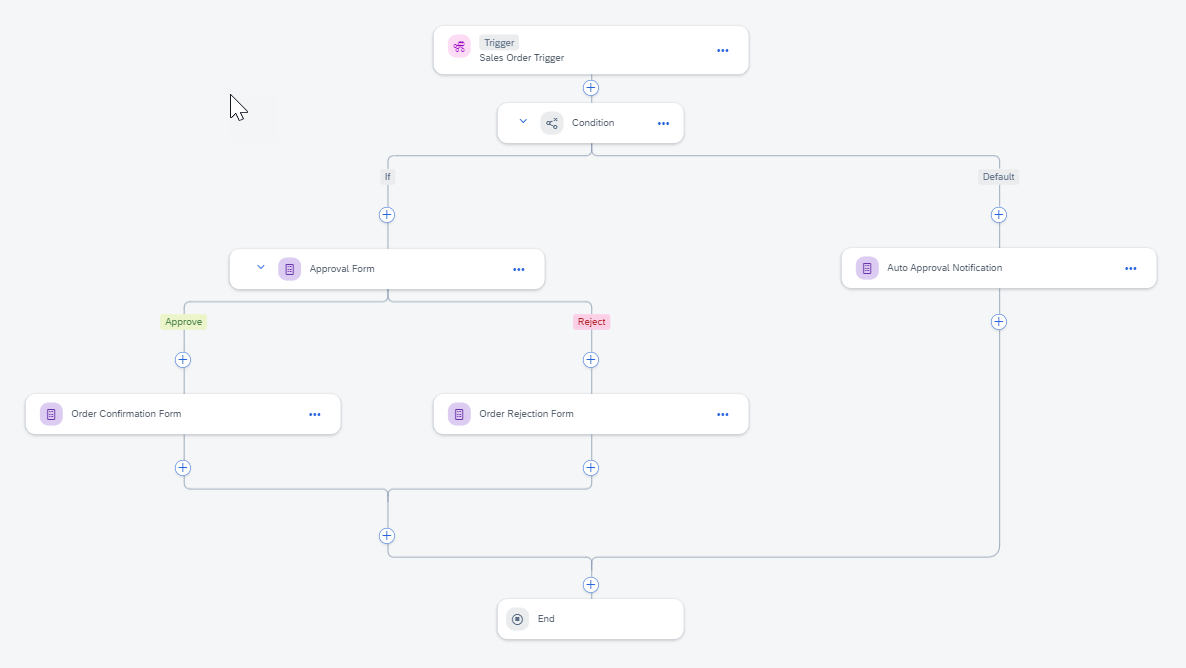 Trigger
Sales Order Trigger
Condition
If
Default
Approval Form
Auto Approval Notification
Approve
Reject
Order Confirmation Form
Order Rejection Form
End